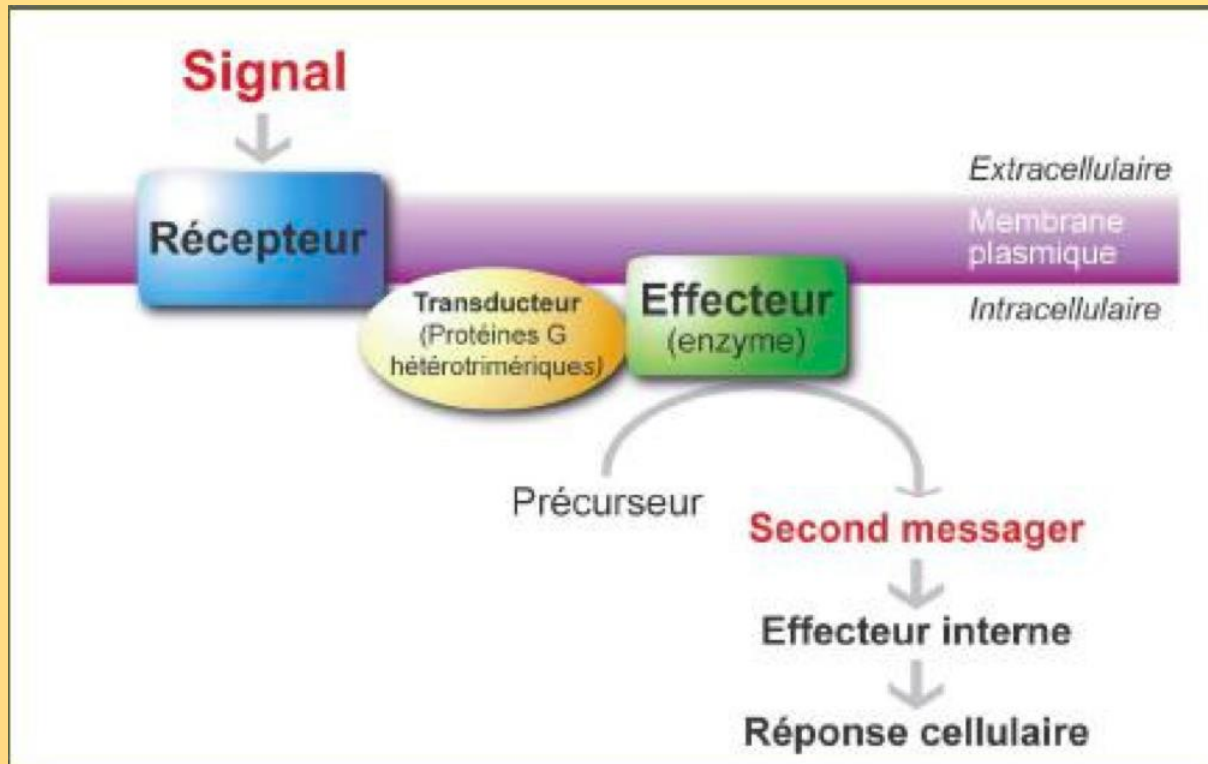 Signal
Extracellulaire
Récepteur
Membrane
plasmique
Transducteur
(Protéines G
hétérotrimériques)
Effecteur
(enzyme)
Intracellulaire
Précurseur
Second messager
Effecteur interne
Réponse cellulaire